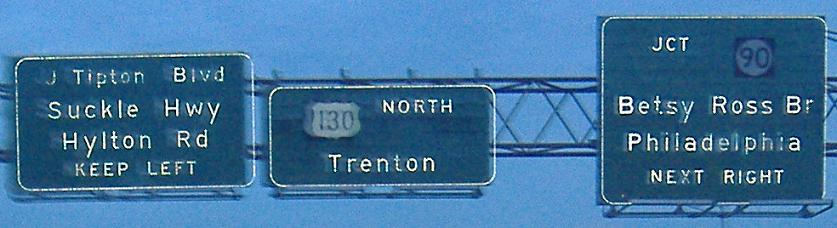 J Tipton Blvd
Suckle Hwy
Hylton Rd
KEEP LEFT
130 NORTH
Trenton
JCT 90
Betsy Ross Br
Philadelphia
NEXT RIGHT